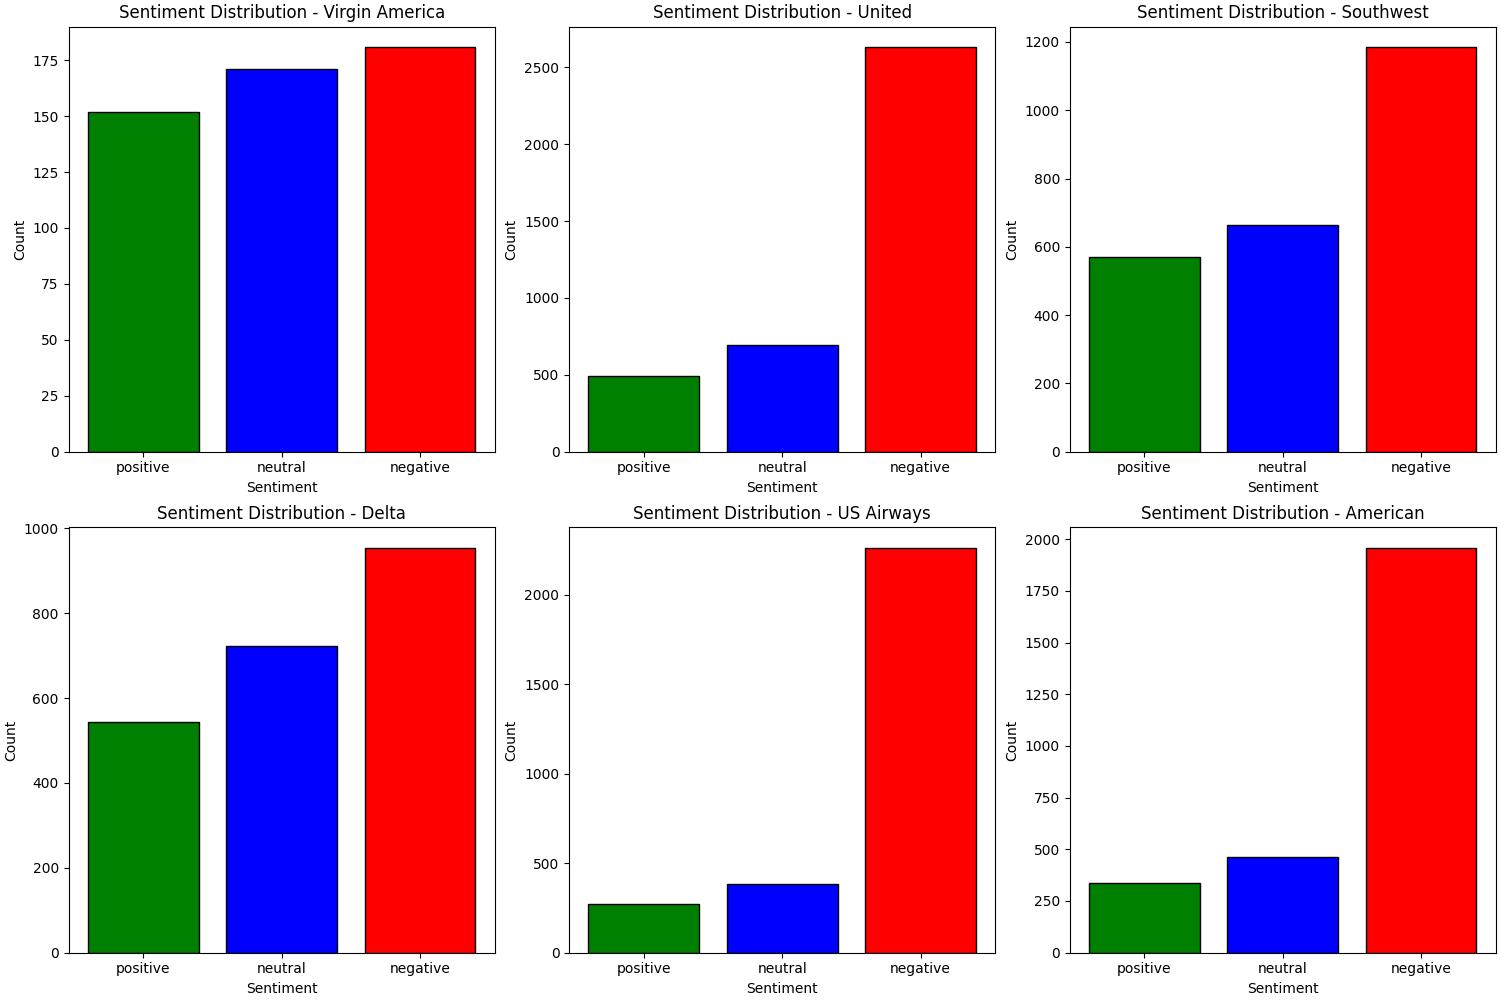 Sentiment Distribution - Virgin America
175
150
125
100
75
50
25
0
Count
positive neutral negative
Sentiment
Sentiment Distribution - United
2500
2000
1500
1000
500
0
Count
positive neutral negative
Sentiment
Sentiment Distribution - Southwest
1200
1000
800
600
400
200
0
Count
positive neutral negative
Sentiment
Sentiment Distribution - Delta
1000
800
600
400
200
0
Count
positive neutral negative
Sentiment
Sentiment Distribution - US Airways
2000
1500
1000
500
0
Count
positive neutral negative
Sentiment
Sentiment Distribution - American
2000
1750
1500
1250
1000
750
500
250
0
Count
positive neutral negative
Sentiment